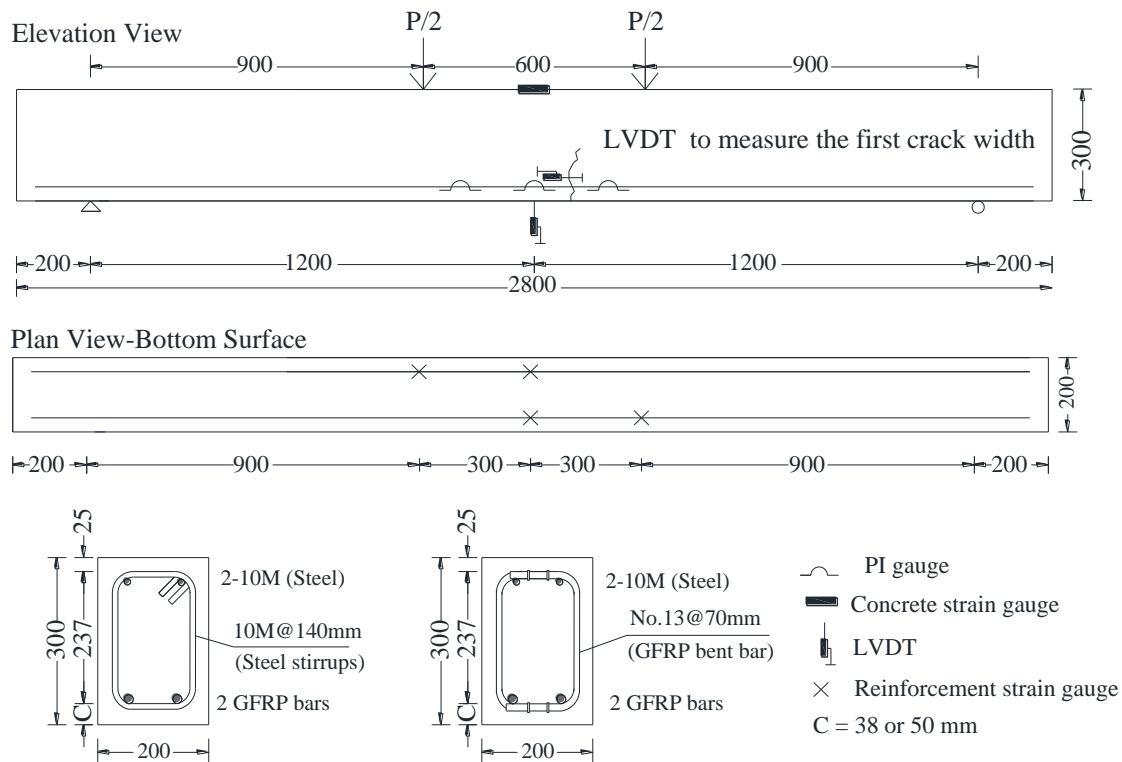 Elevation View
P/2
P/2
900
600
900
LVDT  to measure the first crack width
300
200
1200
1200
200
2800
Plan View-Bottom Surface
200
200
900
300
300
900
200
25
300
237
C
2-10M (Steel)
10M@140mm
(Steel stirrups)
2 GFRP bars
200
25
300
237
C
2-10M (Steel)
No.13@70mm
(GFRP bent bar)
2 GFRP bars
200
PI gauge
Concrete strain gauge
LVDT
Reinforcement strain gauge
C = 38 or 50 mm